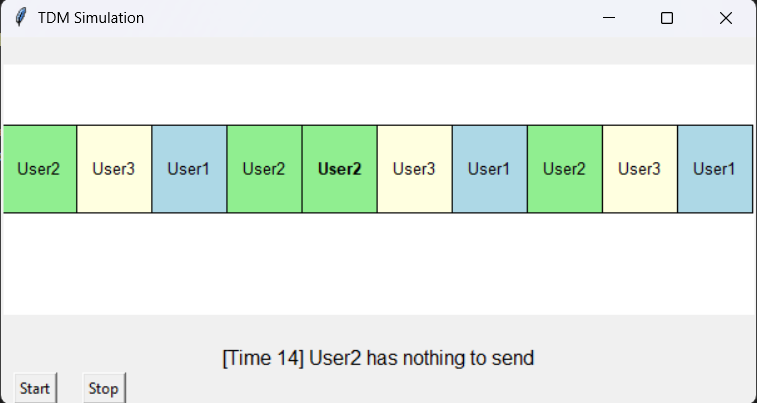 TDM Simulation
User2 User3 User1 User2 User2 User3 User1 User2 User3 User1
[Time 14] User2 has nothing to send
Start Stop